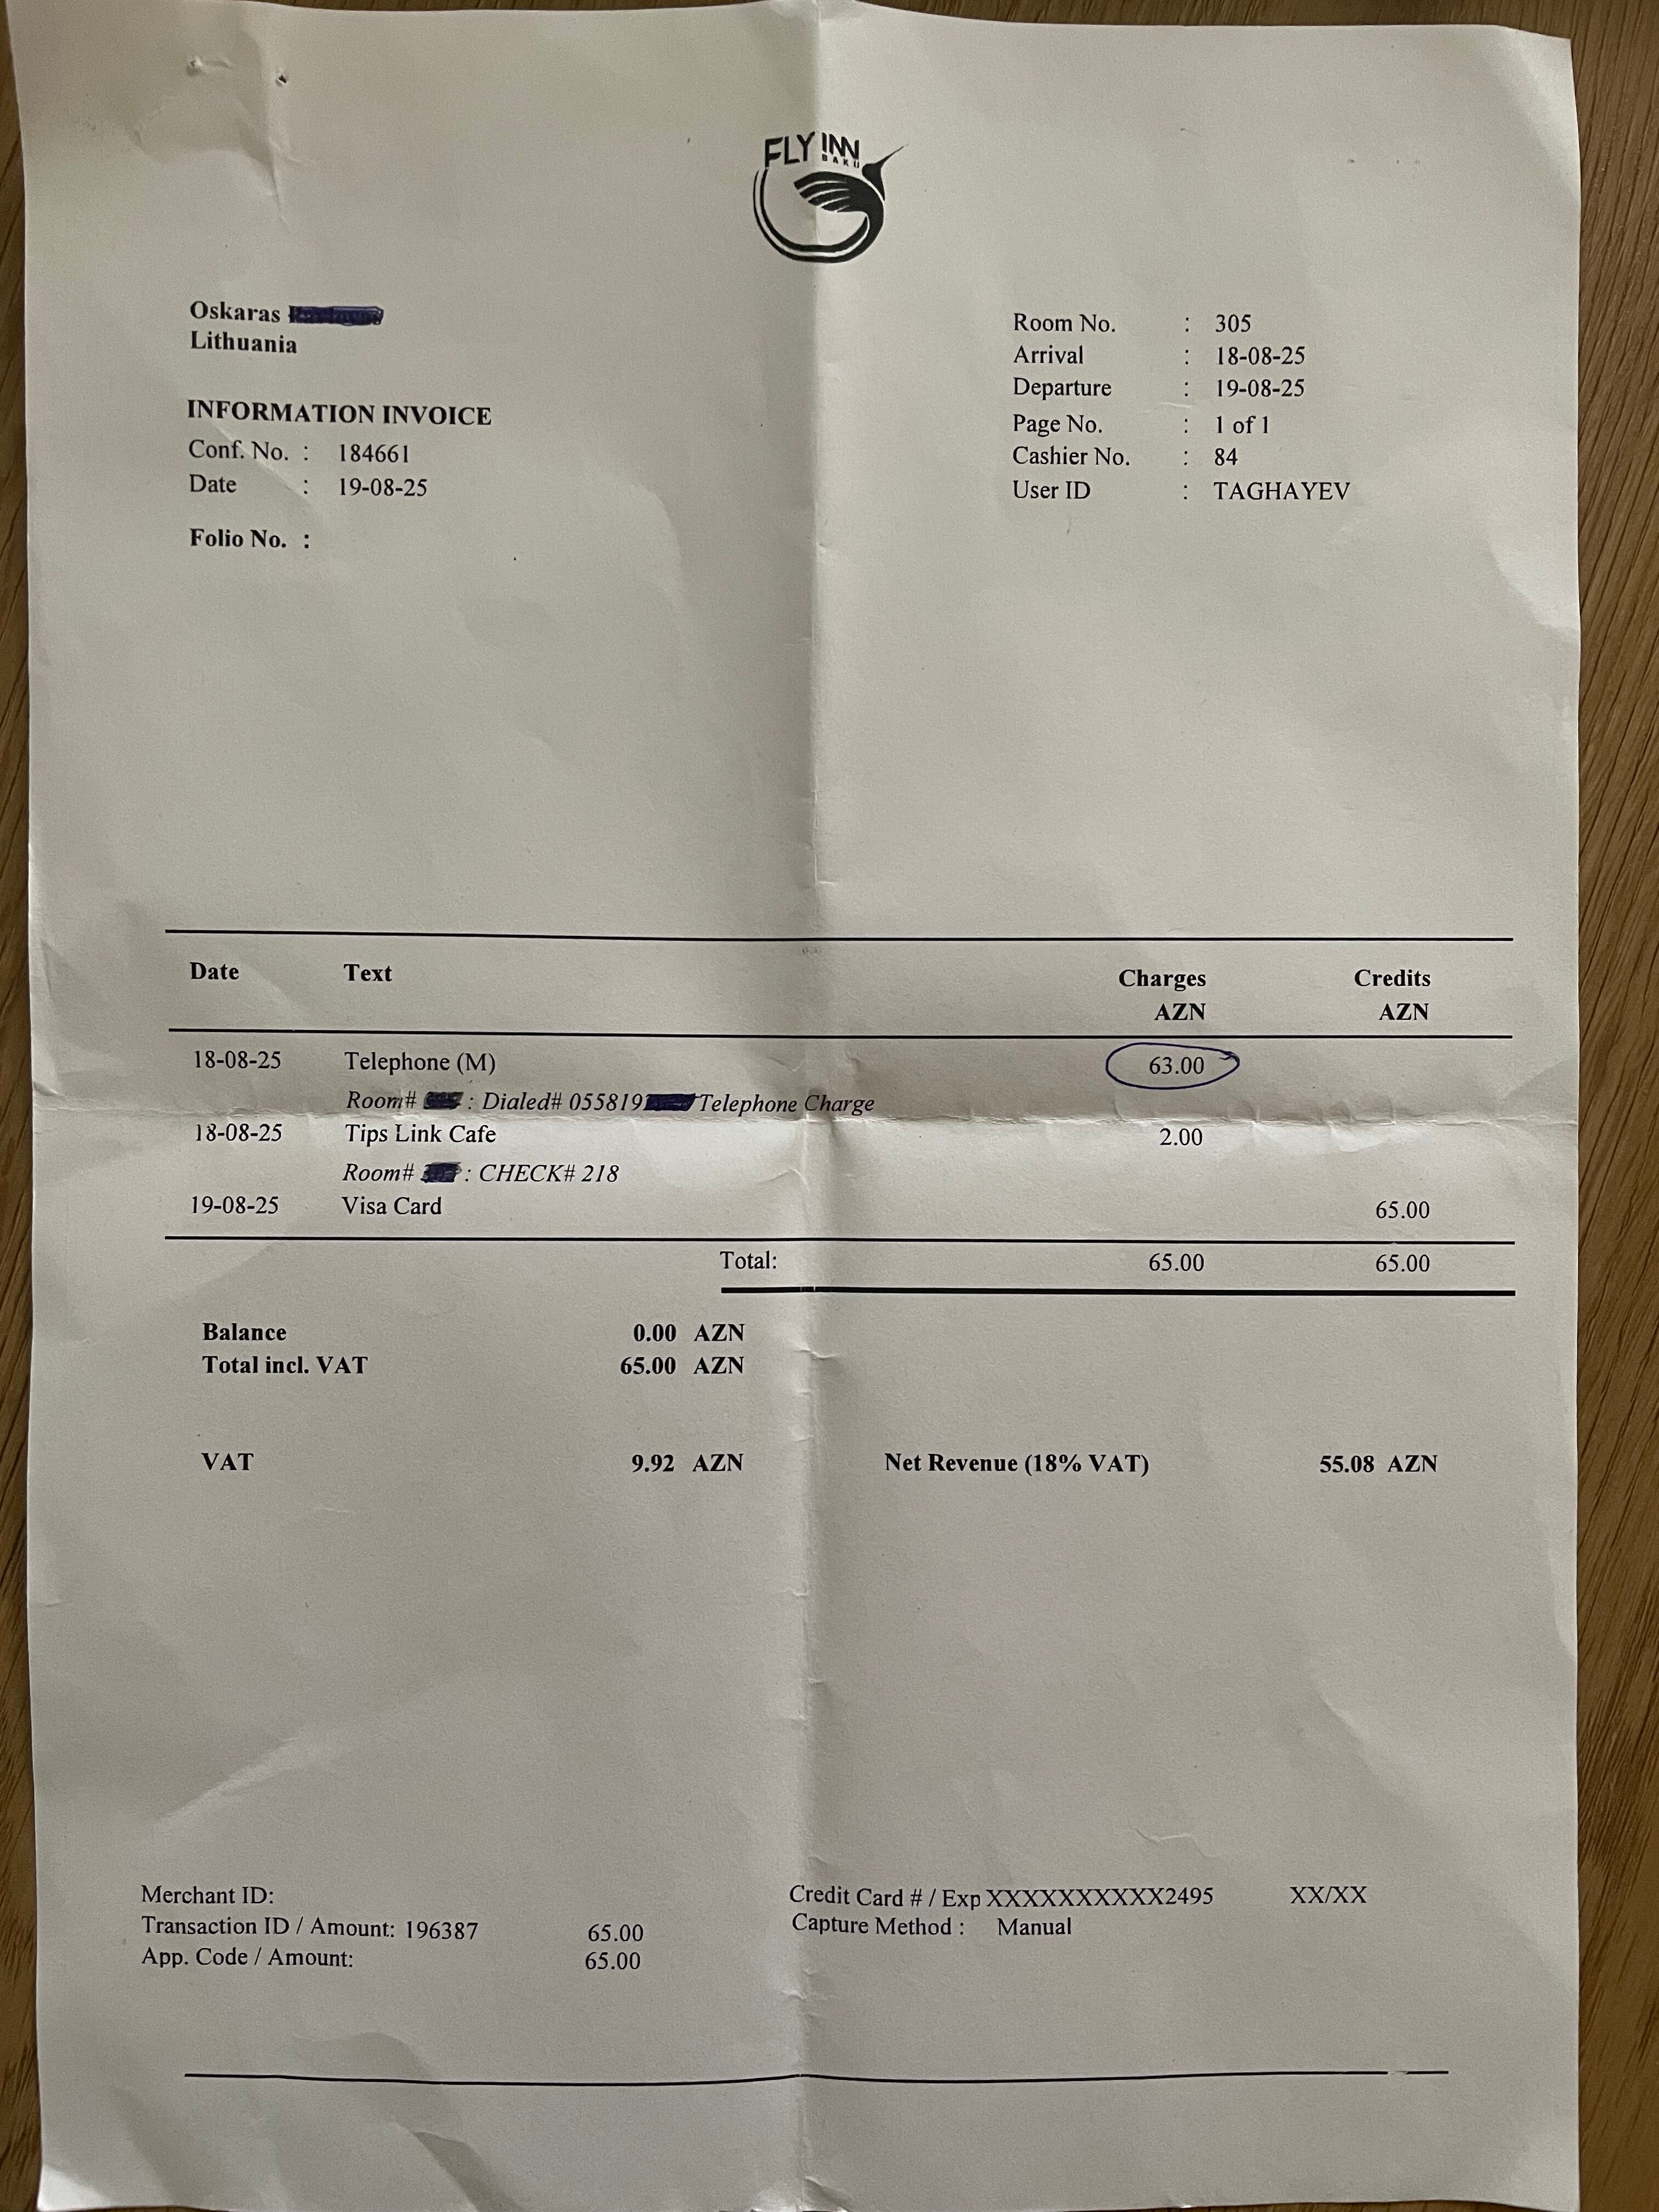 FLY INN
BAKU
Oskaras
Lithuania
INFORMATION INVOICE
Conf. No. : 184661
Date : 19-08-25
Folio No. :
Room No. : 305
Arrival : 18-08-25
Departure : 19-08-25
Page No. : 1 of 1
Cashier No. : 84
User ID : TAGHAYEV
Date Text Charges Credits
AZN AZN
18-08-25 Telephone (M) 63.00
Room# : Dialed# 055819 Telephone Charge
18-08-25 Tips Link Cafe 2.00
Room# : CHECK# 218
19-08-25 Visa Card 65.00
Total: 65.00 65.00
Balance 0.00 AZN
Total incl. VAT 65.00 AZN
VAT 9.92 AZN Net Revenue (18% VAT) 55.08 AZN
Merchant ID:
Transaction ID / Amount: 196387 65.00
App. Code / Amount: 65.00
Credit Card # / Exp XXXXXXXXXX2495 XX/XX
Capture Method : Manual